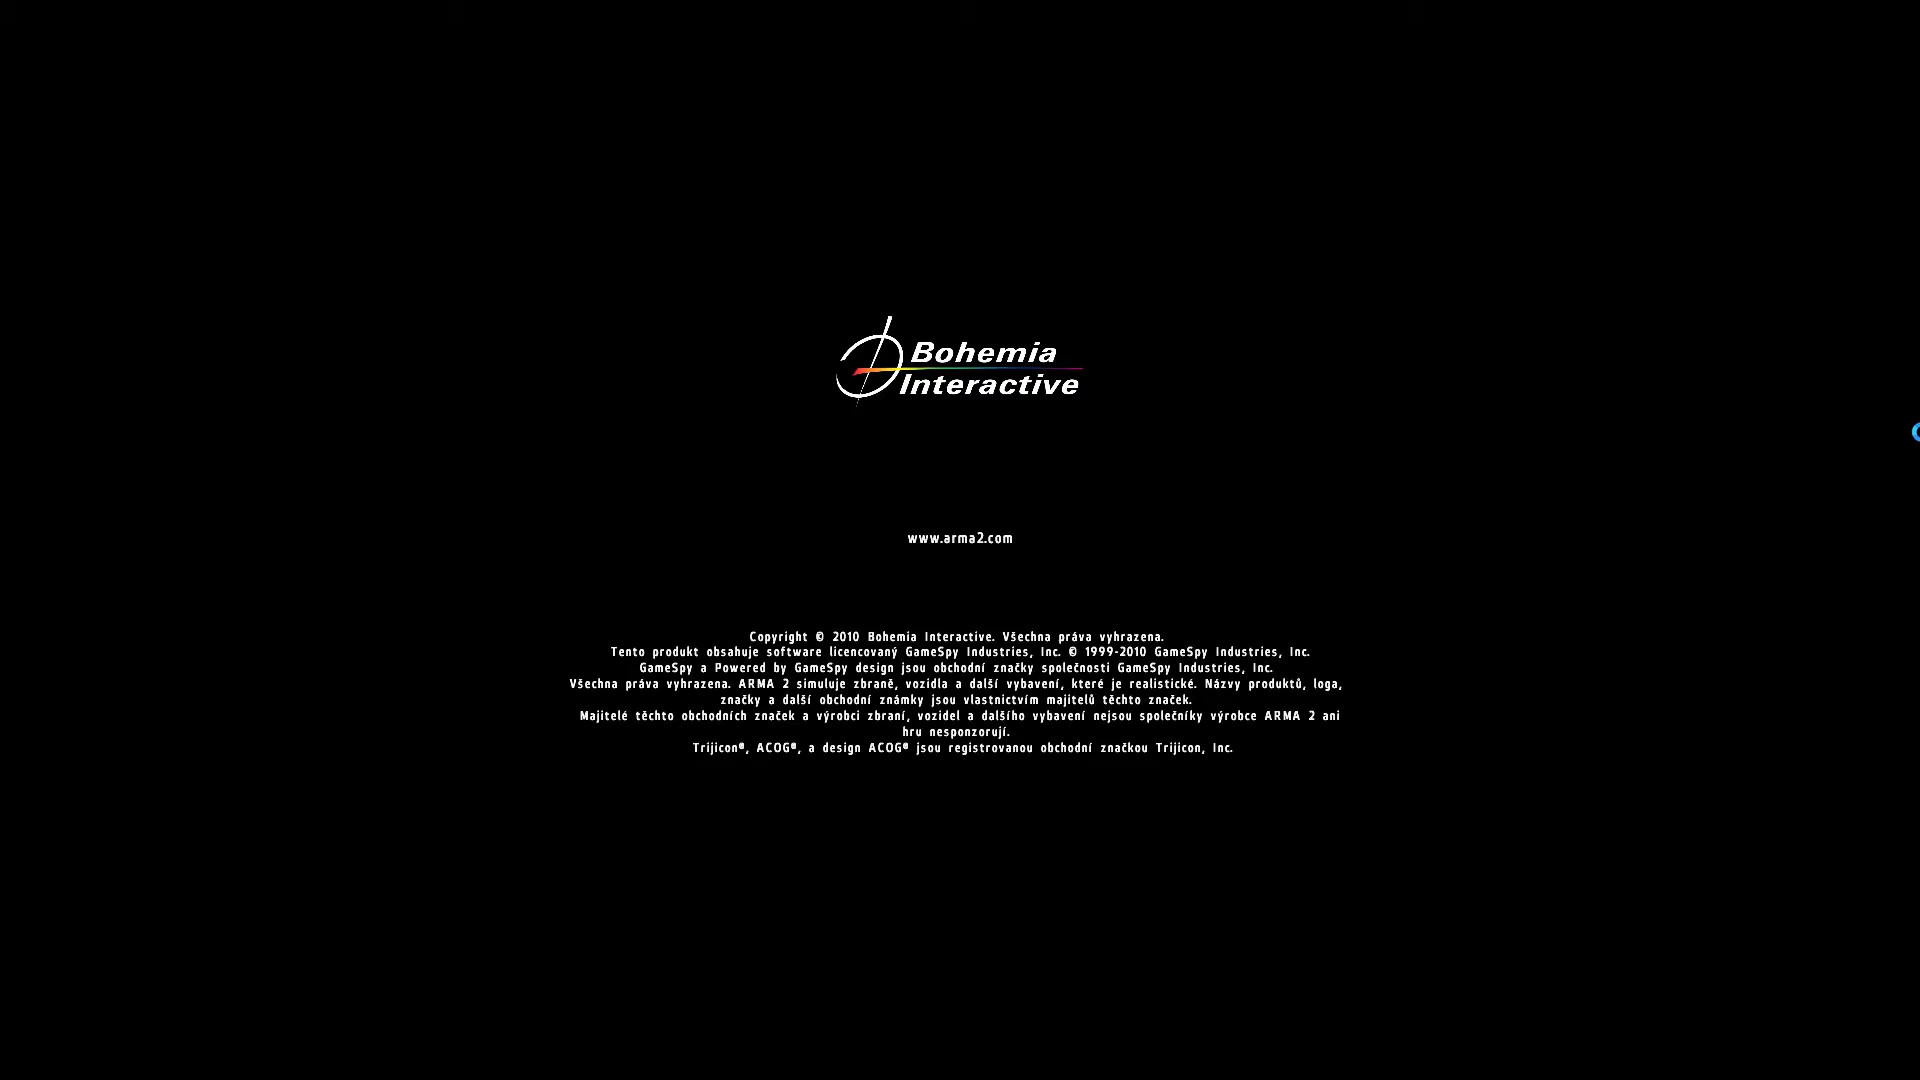 Bohemia
Interactive
www.arma2.com
Copyright © 2010 Bohemia Interactive. Všechna práva vyhrazena.
Tento produkt obsahuje software licencovaný GameSpy Industries, Inc. © 1999-2010 GameSpy Industries, Inc.
GameSpy a Powered by GameSpy design jsou obchodní značky společnosti GameSpy Industries, Inc.
Všechna práva vyhrazena. ARMA 2 simuluje zbraně, vozidla a další vybavení, které je realistické. Názvy produktů, loga,
značky a další obchodní známky jsou vlastnictvím majitelů těchto značek.
Majitelé těchto obchodních značek a výrobci zbraní, vozidel a dalšího vybavení nejsou společníky výrobce ARMA 2 ani
hru nesponzorují.
Trijicon®, ACOG®, a design ACOG® jsou registrovanou obchodní značkou Trijicon, Inc.